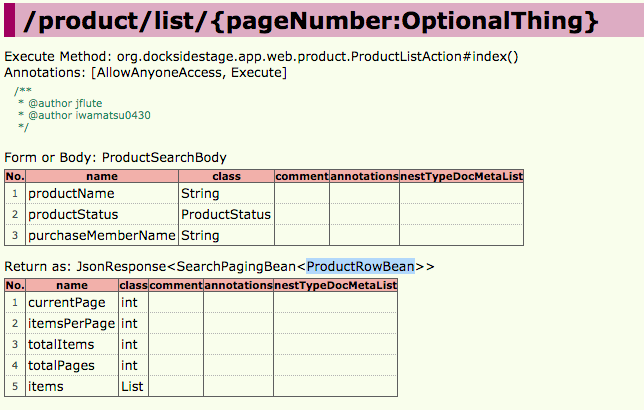 /product/list/{pageNumber:OptionalThing}
Execute Method: org.docksidestage.app.web.product.ProductListAction#index()
Annotations: [AllowAnyoneAccess, Execute]
/**
* @author jflute
* @author iwamatsu0430
*/
Form or Body: ProductSearchBody
No. name class comment annotations nestTypeDocMetaList
1 productName String
2 productStatus ProductStatus
3 purchaseMemberName String
Return as: JsonResponse<SearchPagingBean<ProductRowBean>>
No. name class comment annotations nestTypeDocMetaList
1 currentPage int
2 itemsPerPage int
3 totalItems int
4 totalPages int
5 items List